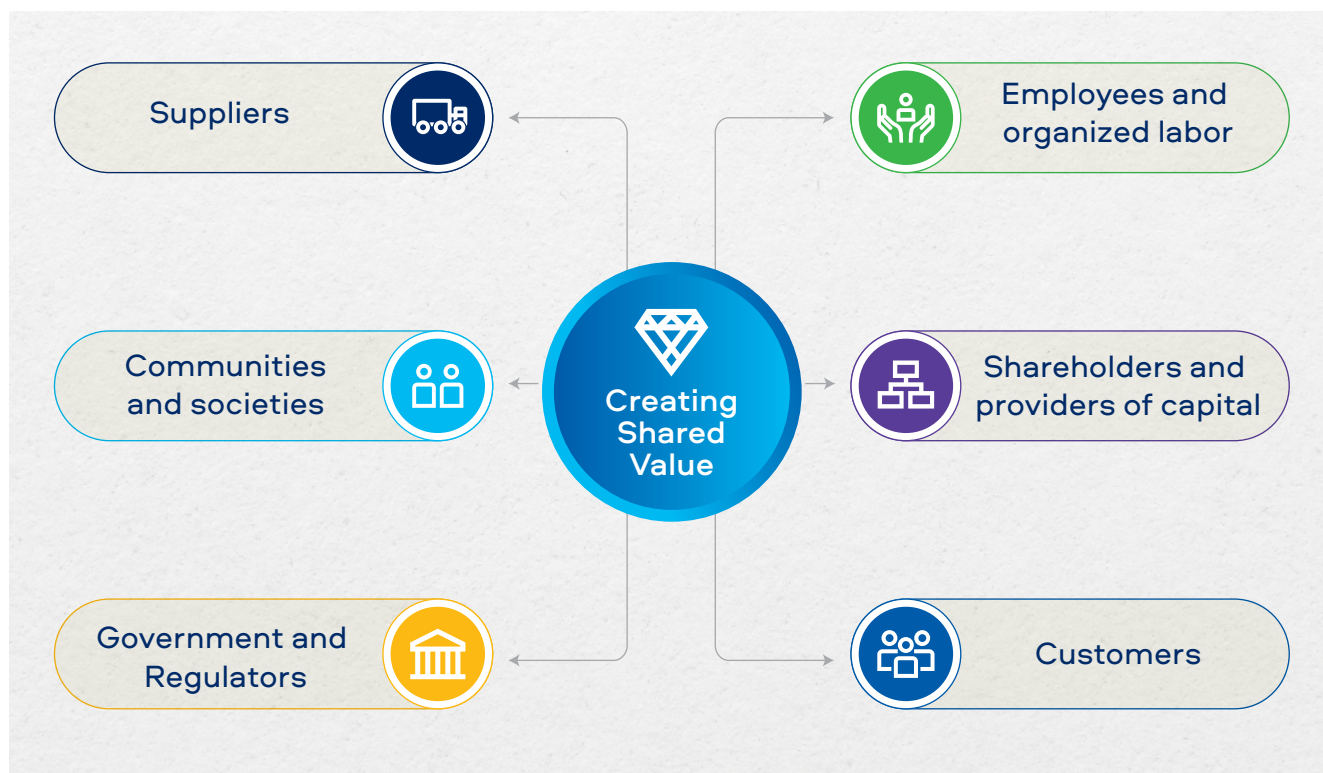 Suppliers
Employees and
organized labor
Communities
and societies
Creating
Shared
Value
Shareholders and
providers of capital
Government and
Regulators
Customers